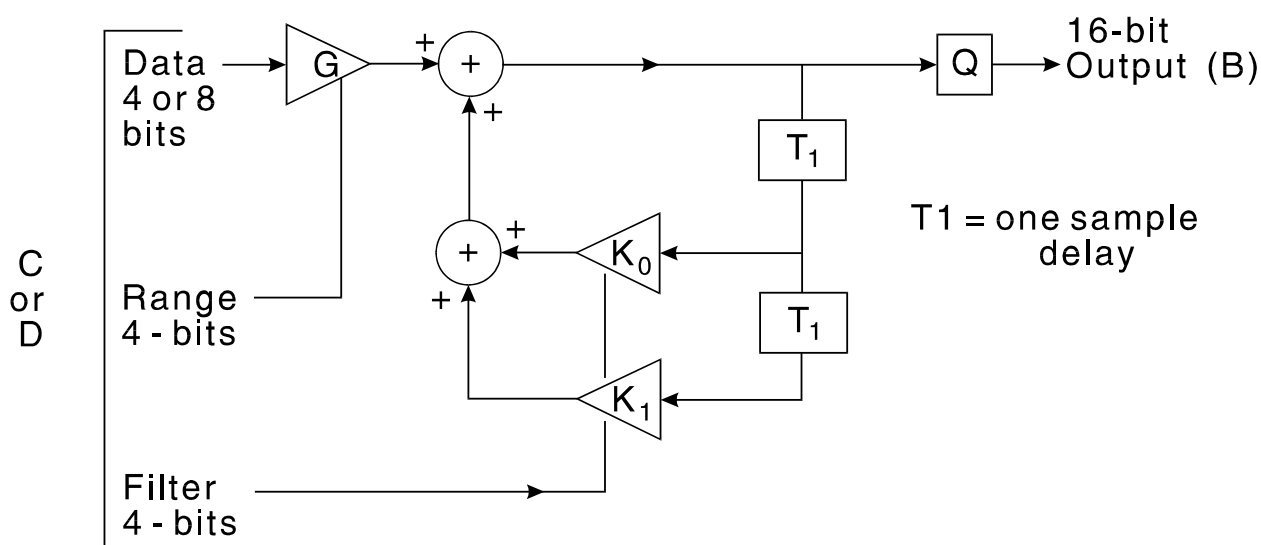 Data
4 or 8
bits
G
+
+
+
Q
16-bit
Output (B)
T1
T1 = one sample
delay
C
or
D
Range
4 - bits
+
+
+
K0
T1
K1
Filter
4 - bits